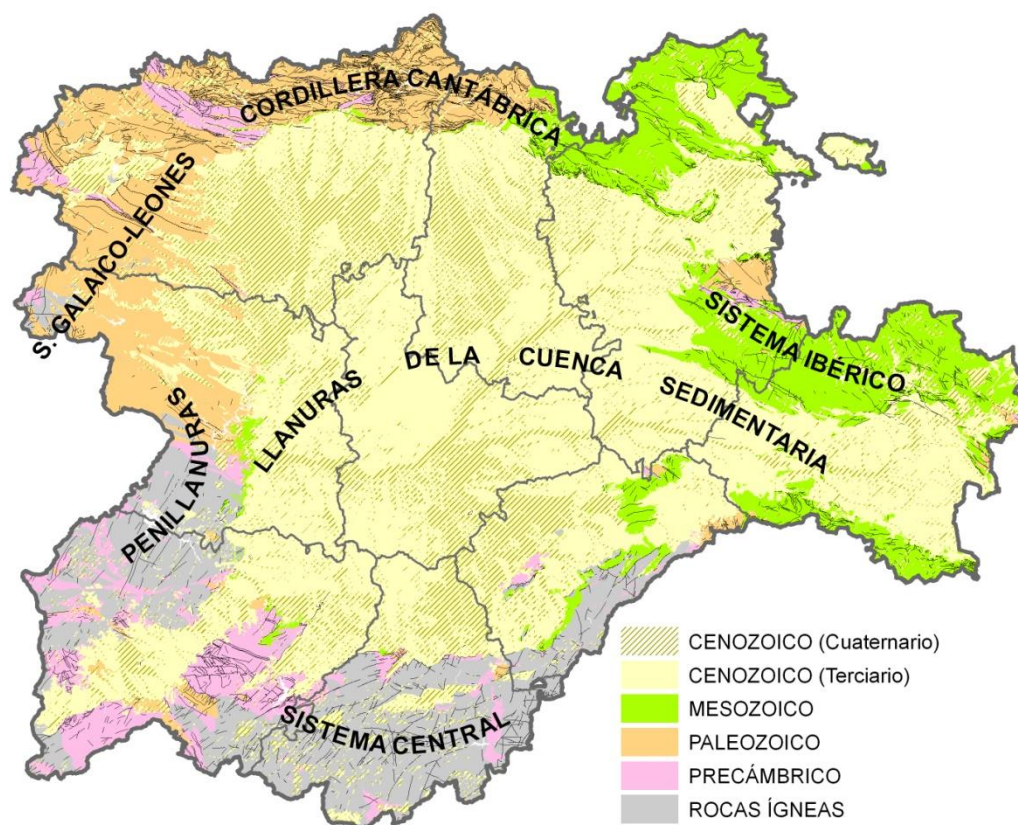 CORDILLERA CANTÁBRICA
S. GALAICO-LEONES
SISTEMA IBÉRICO
LLANURAS DE LA CUENCA SEDIMENTARIA
PENILLANURAS
SISTEMA CENTRAL
CENOZOICO (Cuaternario)
CENOZOICO (Terciario)
MESOZOICO
PALEOZOICO
PRECÁMBRICO
ROCAS ÍGNEAS